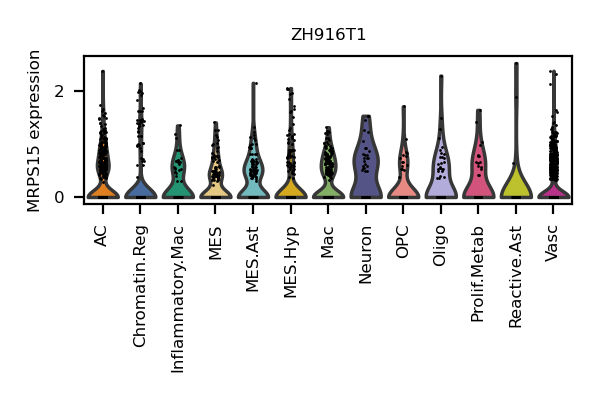 ZH916T1
MRPS15 expression
2
0
AC
Chromatin.Reg
Inflammatory.Mac
MES
MES.Ast
MES.Hyp
Mac
Neuron
OPC
Oligo
Prolif.Metab
Reactive.Ast
Vasc